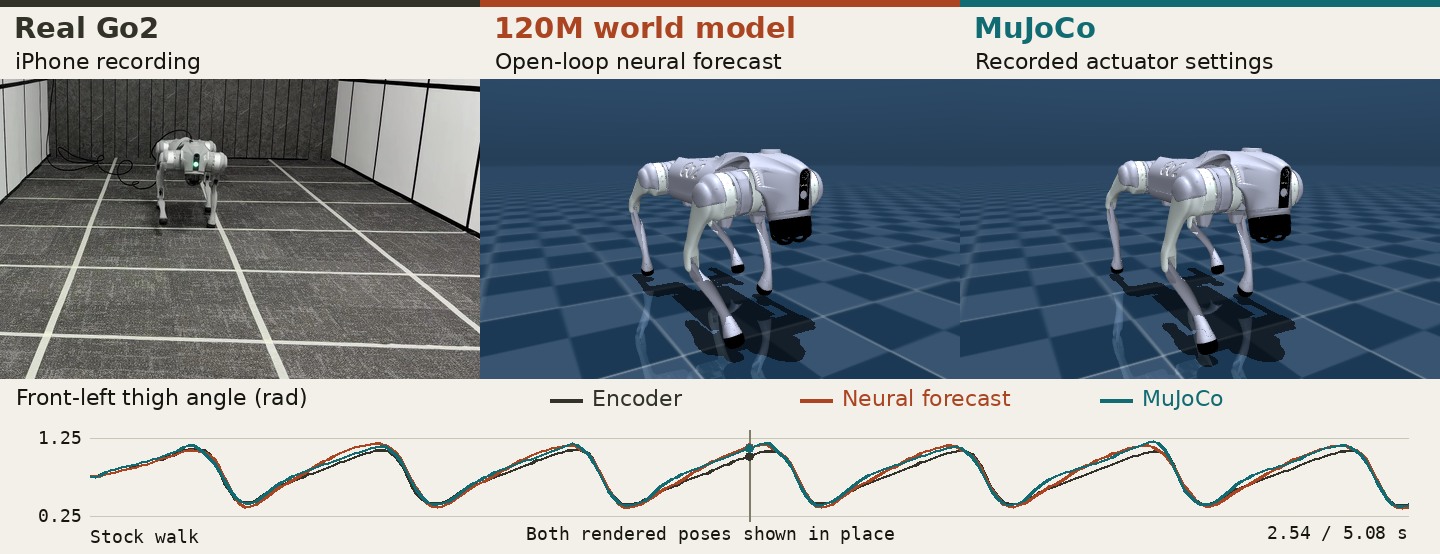 Real Go2
iPhone recording
120M world model
Open-loop neural forecast
MuJoCo
Recorded actuator settings
Front-left thigh angle (rad)
Encoder
Neural forecast
MuJoCo
1.25
0.25
Stock walk
Both rendered poses shown in place
2.54 / 5.08 s